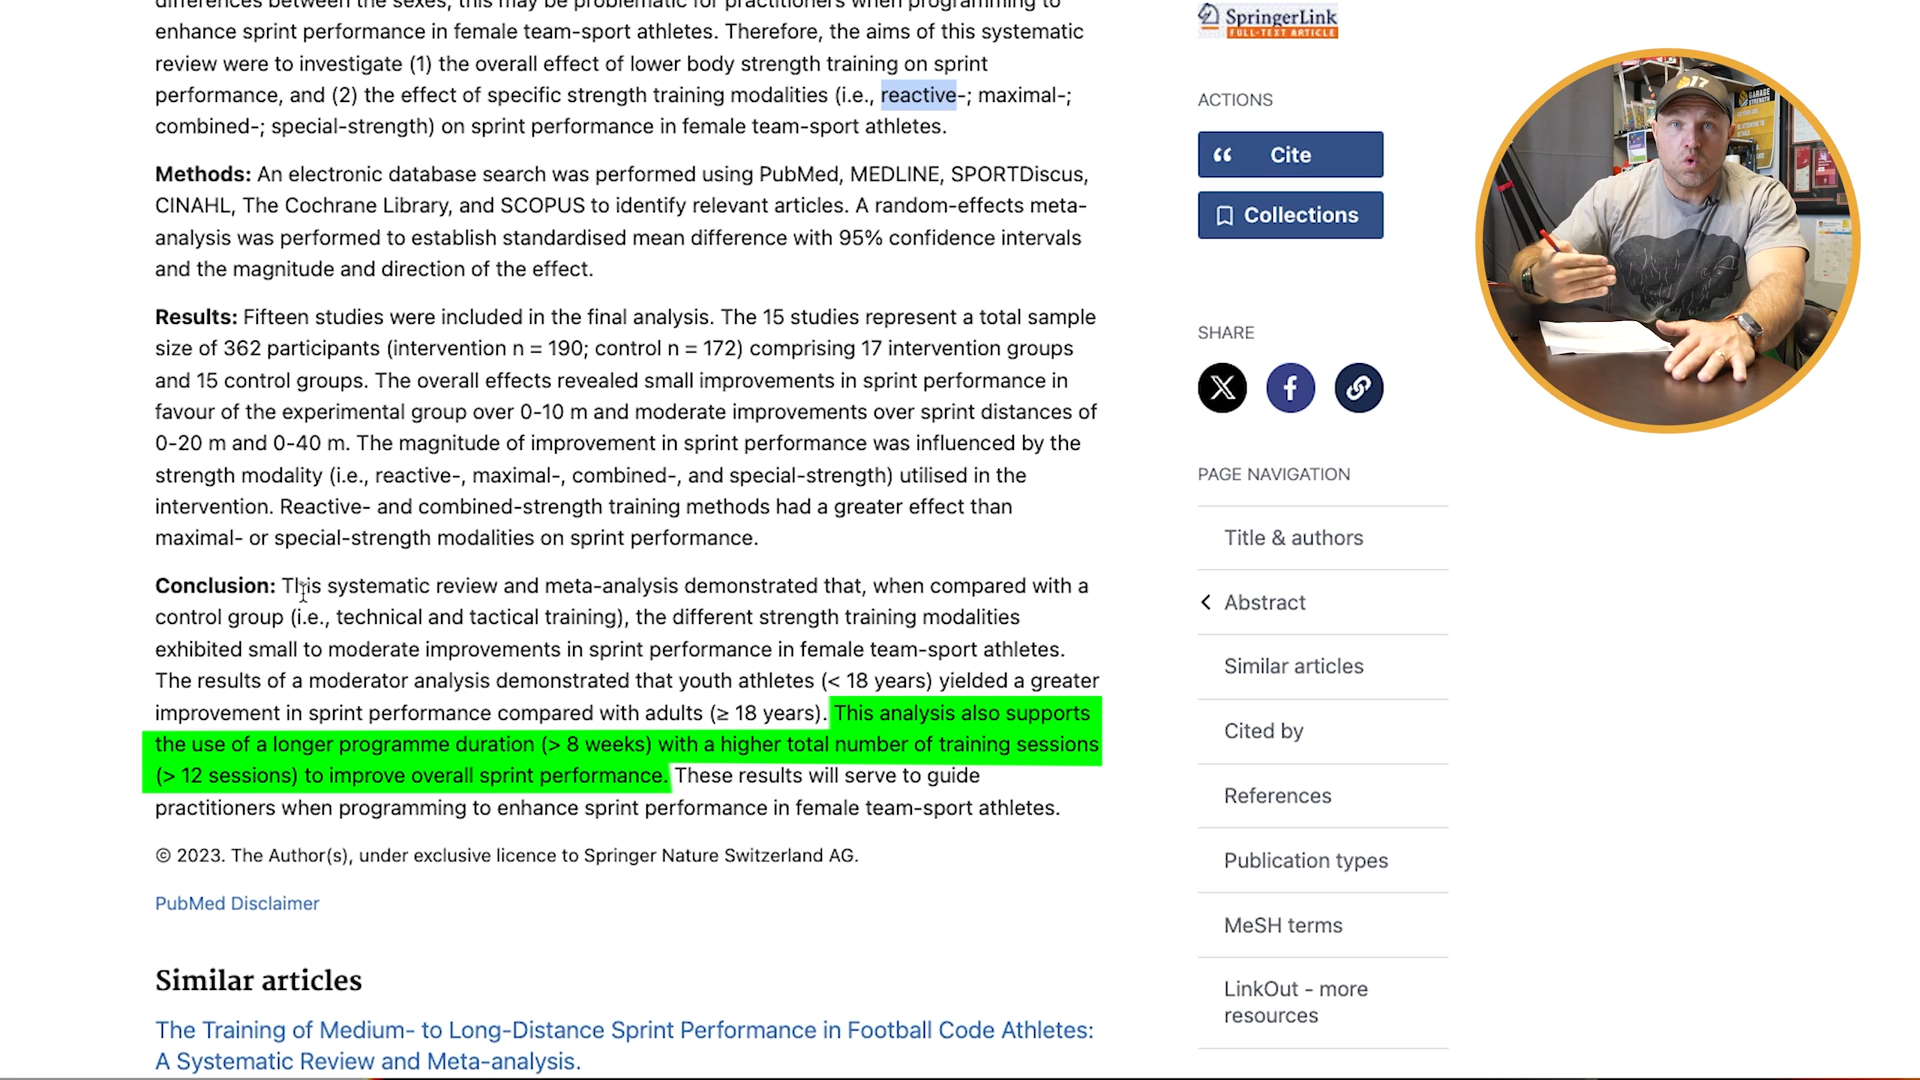 differences between the sexes, this may be problematic for practitioners when programming to
enhance sprint performance in female team-sport athletes. Therefore, the aims of this systematic
review were to investigate (1) the overall effect of lower body strength training on sprint
performance, and (2) the effect of specific strength training modalities (i.e., reactive-; maximal-;
combined-; special-strength) on sprint performance in female team-sport athletes.
Methods: An electronic database search was performed using PubMed, MEDLINE, SPORTDiscus,
CINAHL, The Cochrane Library, and SCOPUS to identify relevant articles. A random-effects meta-
analysis was performed to establish standardised mean difference with 95% confidence intervals
and the magnitude and direction of the effect.
Results: Fifteen studies were included in the final analysis. The 15 studies represent a total sample
size of 362 participants (intervention n = 190; control n = 172) comprising 17 intervention groups
and 15 control groups. The overall effects revealed small improvements in sprint performance in
favour of the experimental group over 0-10 m and moderate improvements over sprint distances of
0-20 m and 0-40 m. The magnitude of improvement in sprint performance was influenced by the
strength modality (i.e., reactive-, maximal-, combined-, and special-strength) utilised in the
intervention. Reactive- and combined-strength training methods had a greater effect than
maximal- or special-strength modalities on sprint performance.
Conclusion: This systematic review and meta-analysis demonstrated that, when compared with a
control group (i.e., technical and tactical training), the different strength training modalities
exhibited small to moderate improvements in sprint performance in female team-sport athletes.
The results of a moderator analysis demonstrated that youth athletes (< 18 years) yielded a greater
improvement in sprint performance compared with adults (≥ 18 years). This analysis also supports
the use of a longer programme duration (> 8 weeks) with a higher total number of training sessions
(> 12 sessions) to improve overall sprint performance. These results will serve to guide
practitioners when programming to enhance sprint performance in female team-sport athletes.
© 2023. The Author(s), under exclusive licence to Springer Nature Switzerland AG.
PubMed Disclaimer
Similar articles
The Training of Medium- to Long-Distance Sprint Performance in Football Code Athletes:
A Systematic Review and Meta-analysis.
SpringerLink
FULL-TEXT ARTICLE
ACTIONS
Cite
Collections
SHARE
PAGE NAVIGATION
Title & authors
Abstract
Similar articles
Cited by
References
Publication types
MeSH terms
LinkOut - more
resources
17
GARAGE
STRENGTH